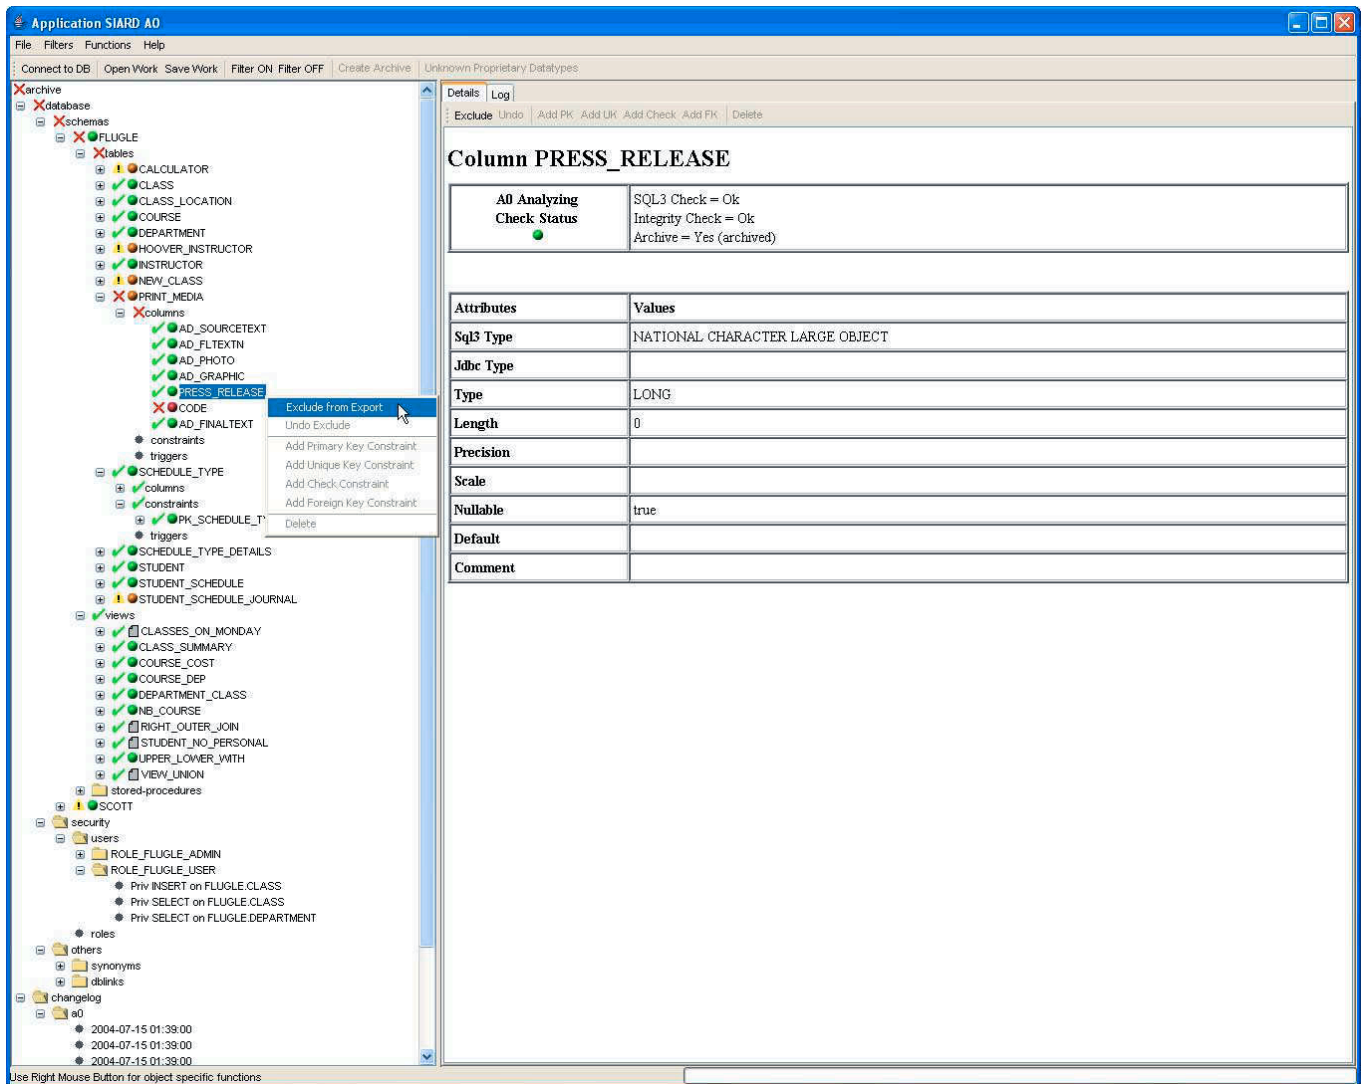 Application SIARD A0
File Filters Functions Help
Connect to DB Open Work Save Work Filter ON Filter OFF Create Archive Unknown Proprietary Datatypes
archive
database
schemas
FLUGLE
tables
CALCULATOR
CLASS
CLASS_LOCATION
COURSE
DEPARTMENT
HOOVER_INSTRUCTOR
INSTRUCTOR
NEW_CLASS
PRINT_MEDIA
columns
AD_SOURCETEXT
AD_FLTEXTN
AD_PHOTO
AD_GRAPHIC
PRESS_RELEASE
CODE
AD_FINALTEXT
constraints
triggers
SCHEDULE_TYPE
columns
constraints
PK_SCHEDULE_T
triggers
SCHEDULE_TYPE_DETAILS
STUDENT
STUDENT_SCHEDULE
STUDENT_SCHEDULE_JOURNAL
views
CLASSES_ON_MONDAY
CLASS_SUMMARY
COURSE_COST
COURSE_DEP
DEPARTMENT_CLASS
NB_COURSE
RIGHT_OUTER_JOIN
STUDENT_NO_PERSONAL
UPPER_LOWER_WITH
VIEW_UNION
stored-procedures
SCOTT
security
users
ROLE_FLUGLE_ADMIN
ROLE_FLUGLE_USER
Priv INSERT on FLUGLE.CLASS
Priv SELECT on FLUGLE.CLASS
Priv SELECT on FLUGLE.DEPARTMENT
roles
others
synonyms
dblinks
changelog
a0
2004-07-15 01:39:00
2004-07-15 01:39:00
2004-07-15 01:39:00
Exclude from Export
Undo Exclude
Add Primary Key Constraint
Add Unique Key Constraint
Add Check Constraint
Add Foreign Key Constraint
Delete
Details Log
Exclude Undo Add PK Add UK Add Check Add FK Delete
Column PRESS_RELEASE
A0 Analyzing
Check Status
SQL3 Check = Ok
Integrity Check = Ok
Archive = Yes (archived)
Attributes Values
Sql3 Type NATIONAL CHARACTER LARGE OBJECT
Jdbc Type
Type LONG
Length 0
Precision
Scale
Nullable true
Default
Comment
Use Right Mouse Button for object specific functions